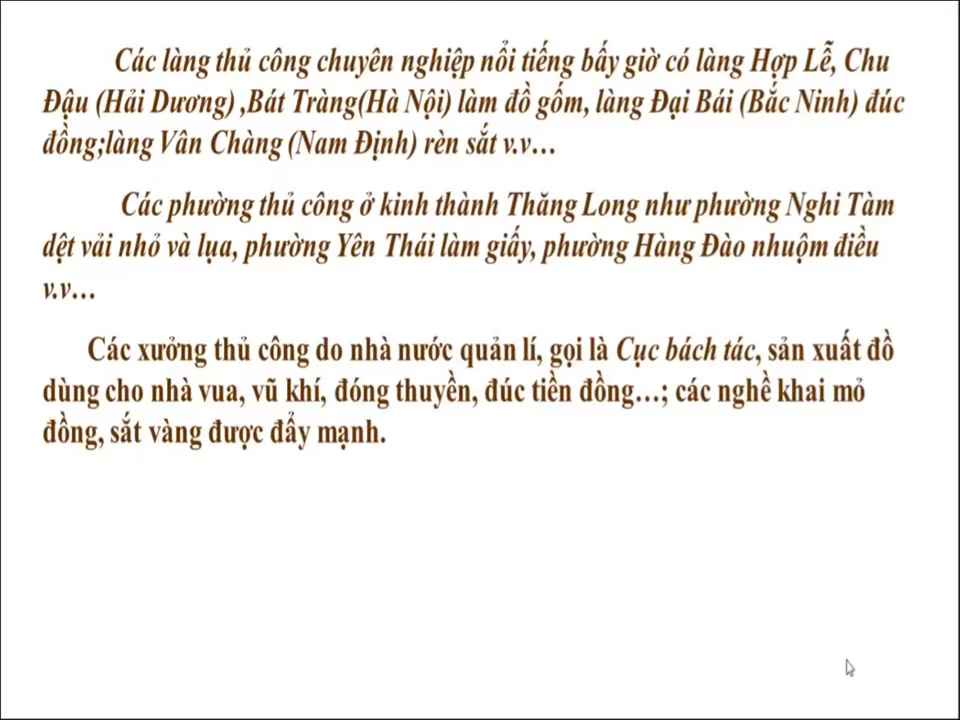 Các làng thủ công chuyên nghiệp nổi tiếng bấy giờ có làng Hợp Lễ, Chu
Đậu (Hải Dương) ,Bát Tràng(Hà Nội) làm đồ gốm, làng Đại Bái (Bắc Ninh) đúc
đồng;làng Vân Chàng (Nam Định) rèn sắt v.v…
Các phường thủ công ở kinh thành Thăng Long như phường Nghi Tàm
dệt vải nhỏ và lụa, phường Yên Thái làm giấy, phường Hàng Đào nhuộm điều
v.v…
Các xưởng thủ công do nhà nước quản lí, gọi là Cục bách tác, sản xuất đồ
dùng cho nhà vua, vũ khí, đóng thuyền, đúc tiền đồng…; các nghề khai mỏ
đồng, sắt vàng được đẩy mạnh.